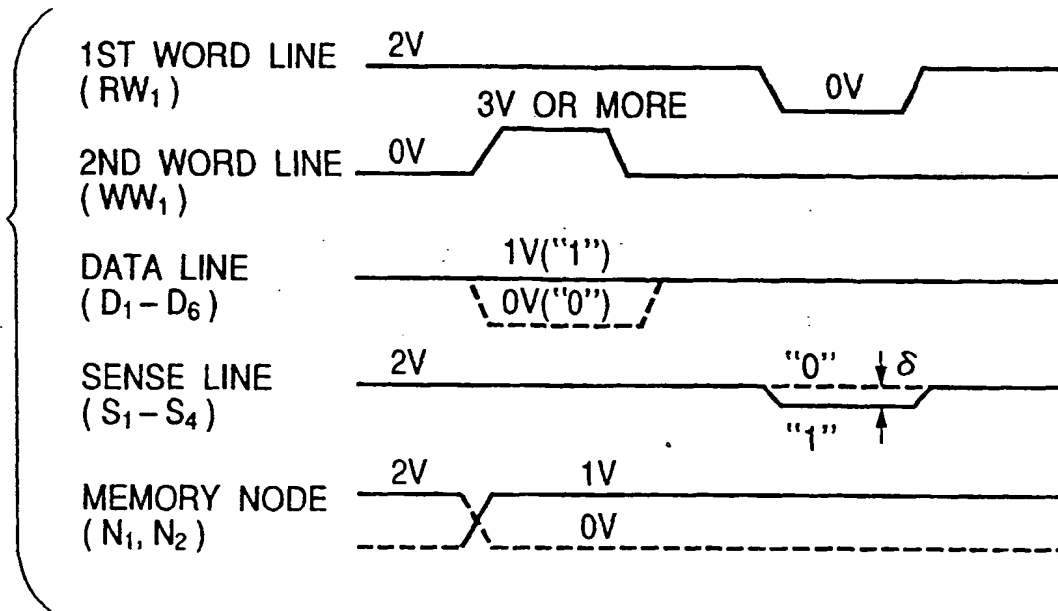 1ST WORD LINE 2V
(RW₁) 0V
3V OR MORE
2ND WORD LINE 0V
(WW₁)
DATA LINE 1V("1")
(D₁–D₆) 0V("0")
SENSE LINE 2V "0" δ
(S₁–S₄) "1"
MEMORY NODE 2V 1V
(N₁, N₂) 0V